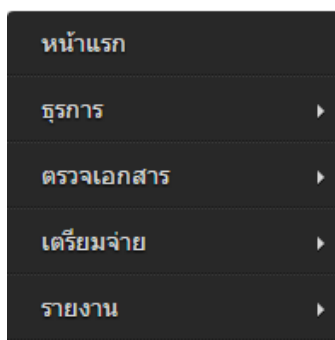 หน้าแรก
ธุรการ
ตรวจเอกสาร
เตรียมจ่าย
รายงาน